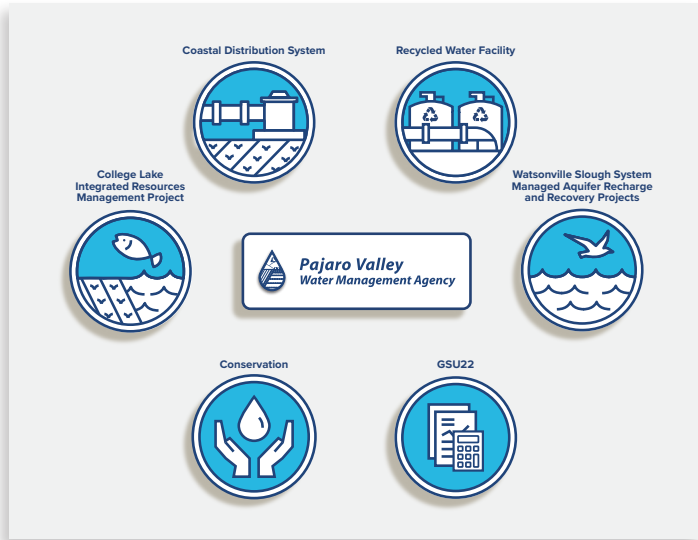 Coastal Distribution System
Recycled Water Facility
College Lake
Integrated Resources
Management Project
Watsonville Slough System
Managed Aquifer Recharge
and Recovery Projects
Pajaro Valley
Water Management Agency
Conservation
GSU22